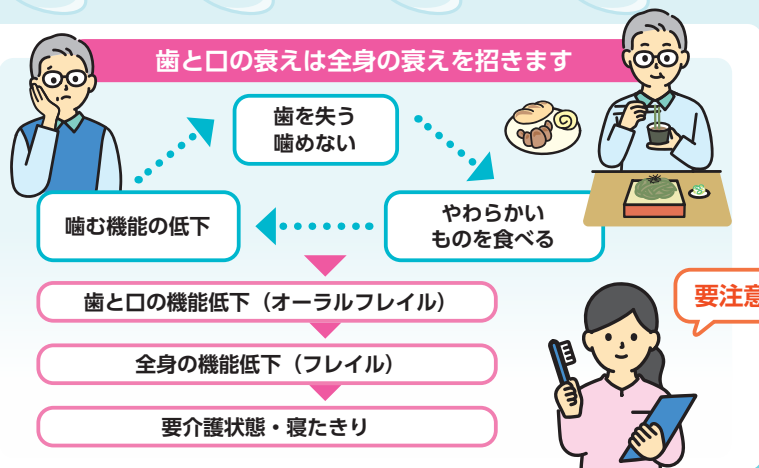 歯と口の衰えは全身の衰えを招きます
歯を失う
噛めない
やわらかい
ものを食べる
噛む機能の低下
歯と口の機能低下（オーラルフレイル）
全身の機能低下（フレイル）
要介護状態・寝たきり
要注意